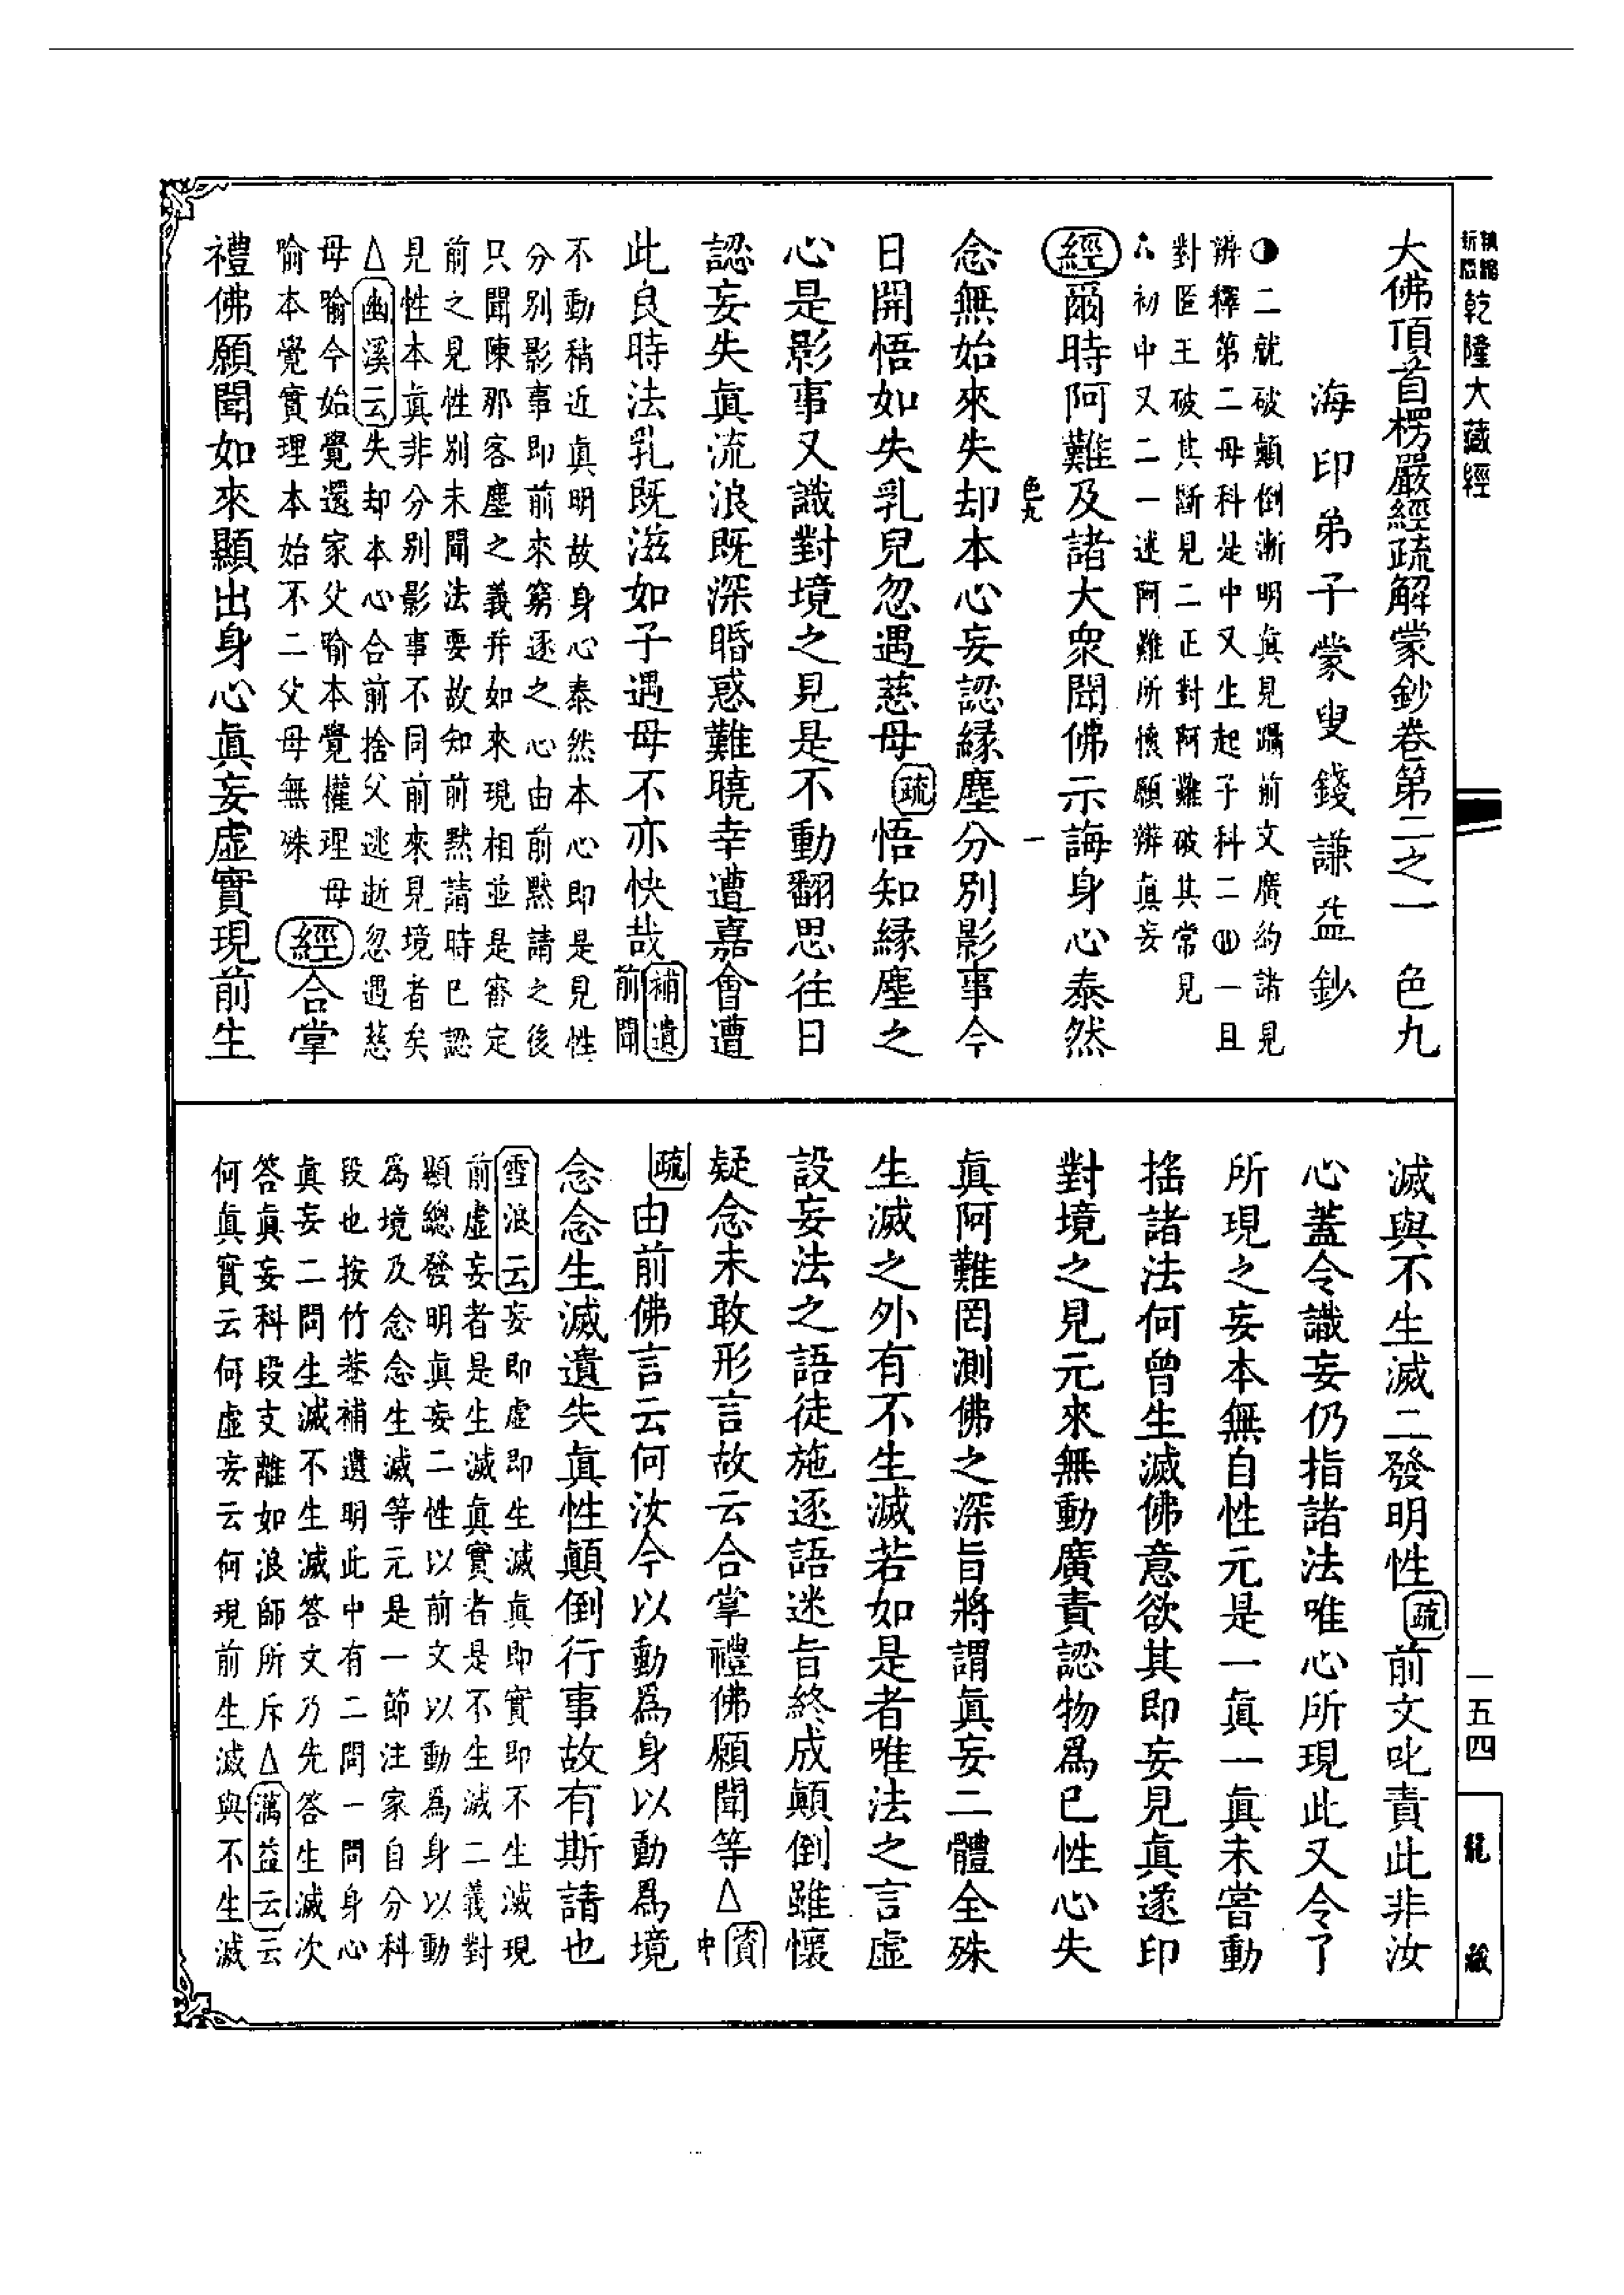 新編縮版 乾隆大藏經
大佛頂首楞嚴經疏解蒙鈔卷第二之一 色九
海印弟子蒙叟錢謙益鈔
◑二就破顛倒漸明真見躡前文廣約諸見
辨釋第二毋科是中又生起子科二〇一且
對匿王破其斷見二正對阿難破其常見
∴初中又二一迷阿難所懷願辨真妄
經爾時阿難及諸大衆聞佛示誨身心泰然
色九 一
念無始來失却本心妄認緣塵分別影事今
日開悟如失乳兒忽遇慈母疏悟知緣塵之
心是影事又識對境之見是不動翻思往日
認妄失真流浪既深昏惑難曉幸遭嘉會遭
此良時法乳既滋如子遇母不亦快哉補遺前聞
不動稍近真明故身心泰然本心即是見性
分別影事即前來窮逐之心由前默請之後
只聞陳那客塵之義并如來現相並是審定
前之見性別未聞法要故知前默請時已認
見性本真非分別影事不同前來見境者矣
△幽溪云失却本心合前捨父逃逝忽遇慈
母喻今始覺還家父喻本覺權理母
喻本覺實理本始不二父母無殊經合掌
禮佛願聞如來顯出身心真妄虛實現前生
滅與不生滅二發明性疏前文叱責此非汝
心蓋令識妄仍指諸法唯心所現此又令了
所現之妄本無自性元是一真一真未嘗動
搖諸法何曾生滅佛意欲其即妄見真遂印
對境之見元來無動廣責認物為已性心失
真阿難罔測佛之深旨將謂真妄二體全殊
生滅之外有不生滅若如是者唯法之言虛
設妄法之語徒施逐語迷旨終成顛倒雖懷
疑念未敢形言故云合掌禮佛願聞等△資中
疏由前佛言云何汝今以動為身以動為境
念念生滅遺失真性顛倒行事故有斯請也
雪浪云妄即虛即生滅真即實即不生滅現
前虛妄者是生滅真實者是不生滅二義對
顯總發明真妄二性以前文以動為身以動
為境及念念生滅等元是一節注家自分科
段也按竹菴補遺明此中有二問一問身心
真妄二問生滅不生滅答文乃先答生滅次
答真妄科段支離如浪師所斥△蕅益云云
何真實云何虛妄云何現前生滅與不生滅
一五四
龍藏